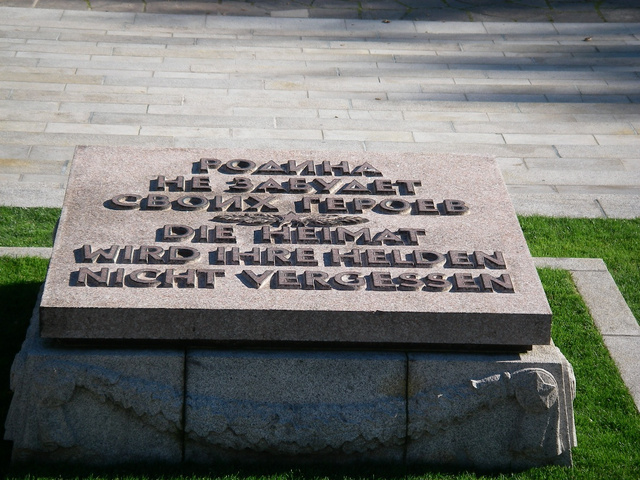 РОДИНА
НЕ ЗАБУДЕТ
СВОИХ ГЕРОЕВ
DIE HEIMAT
WIRD IHRE HELDEN
NICHT VERGESSEN